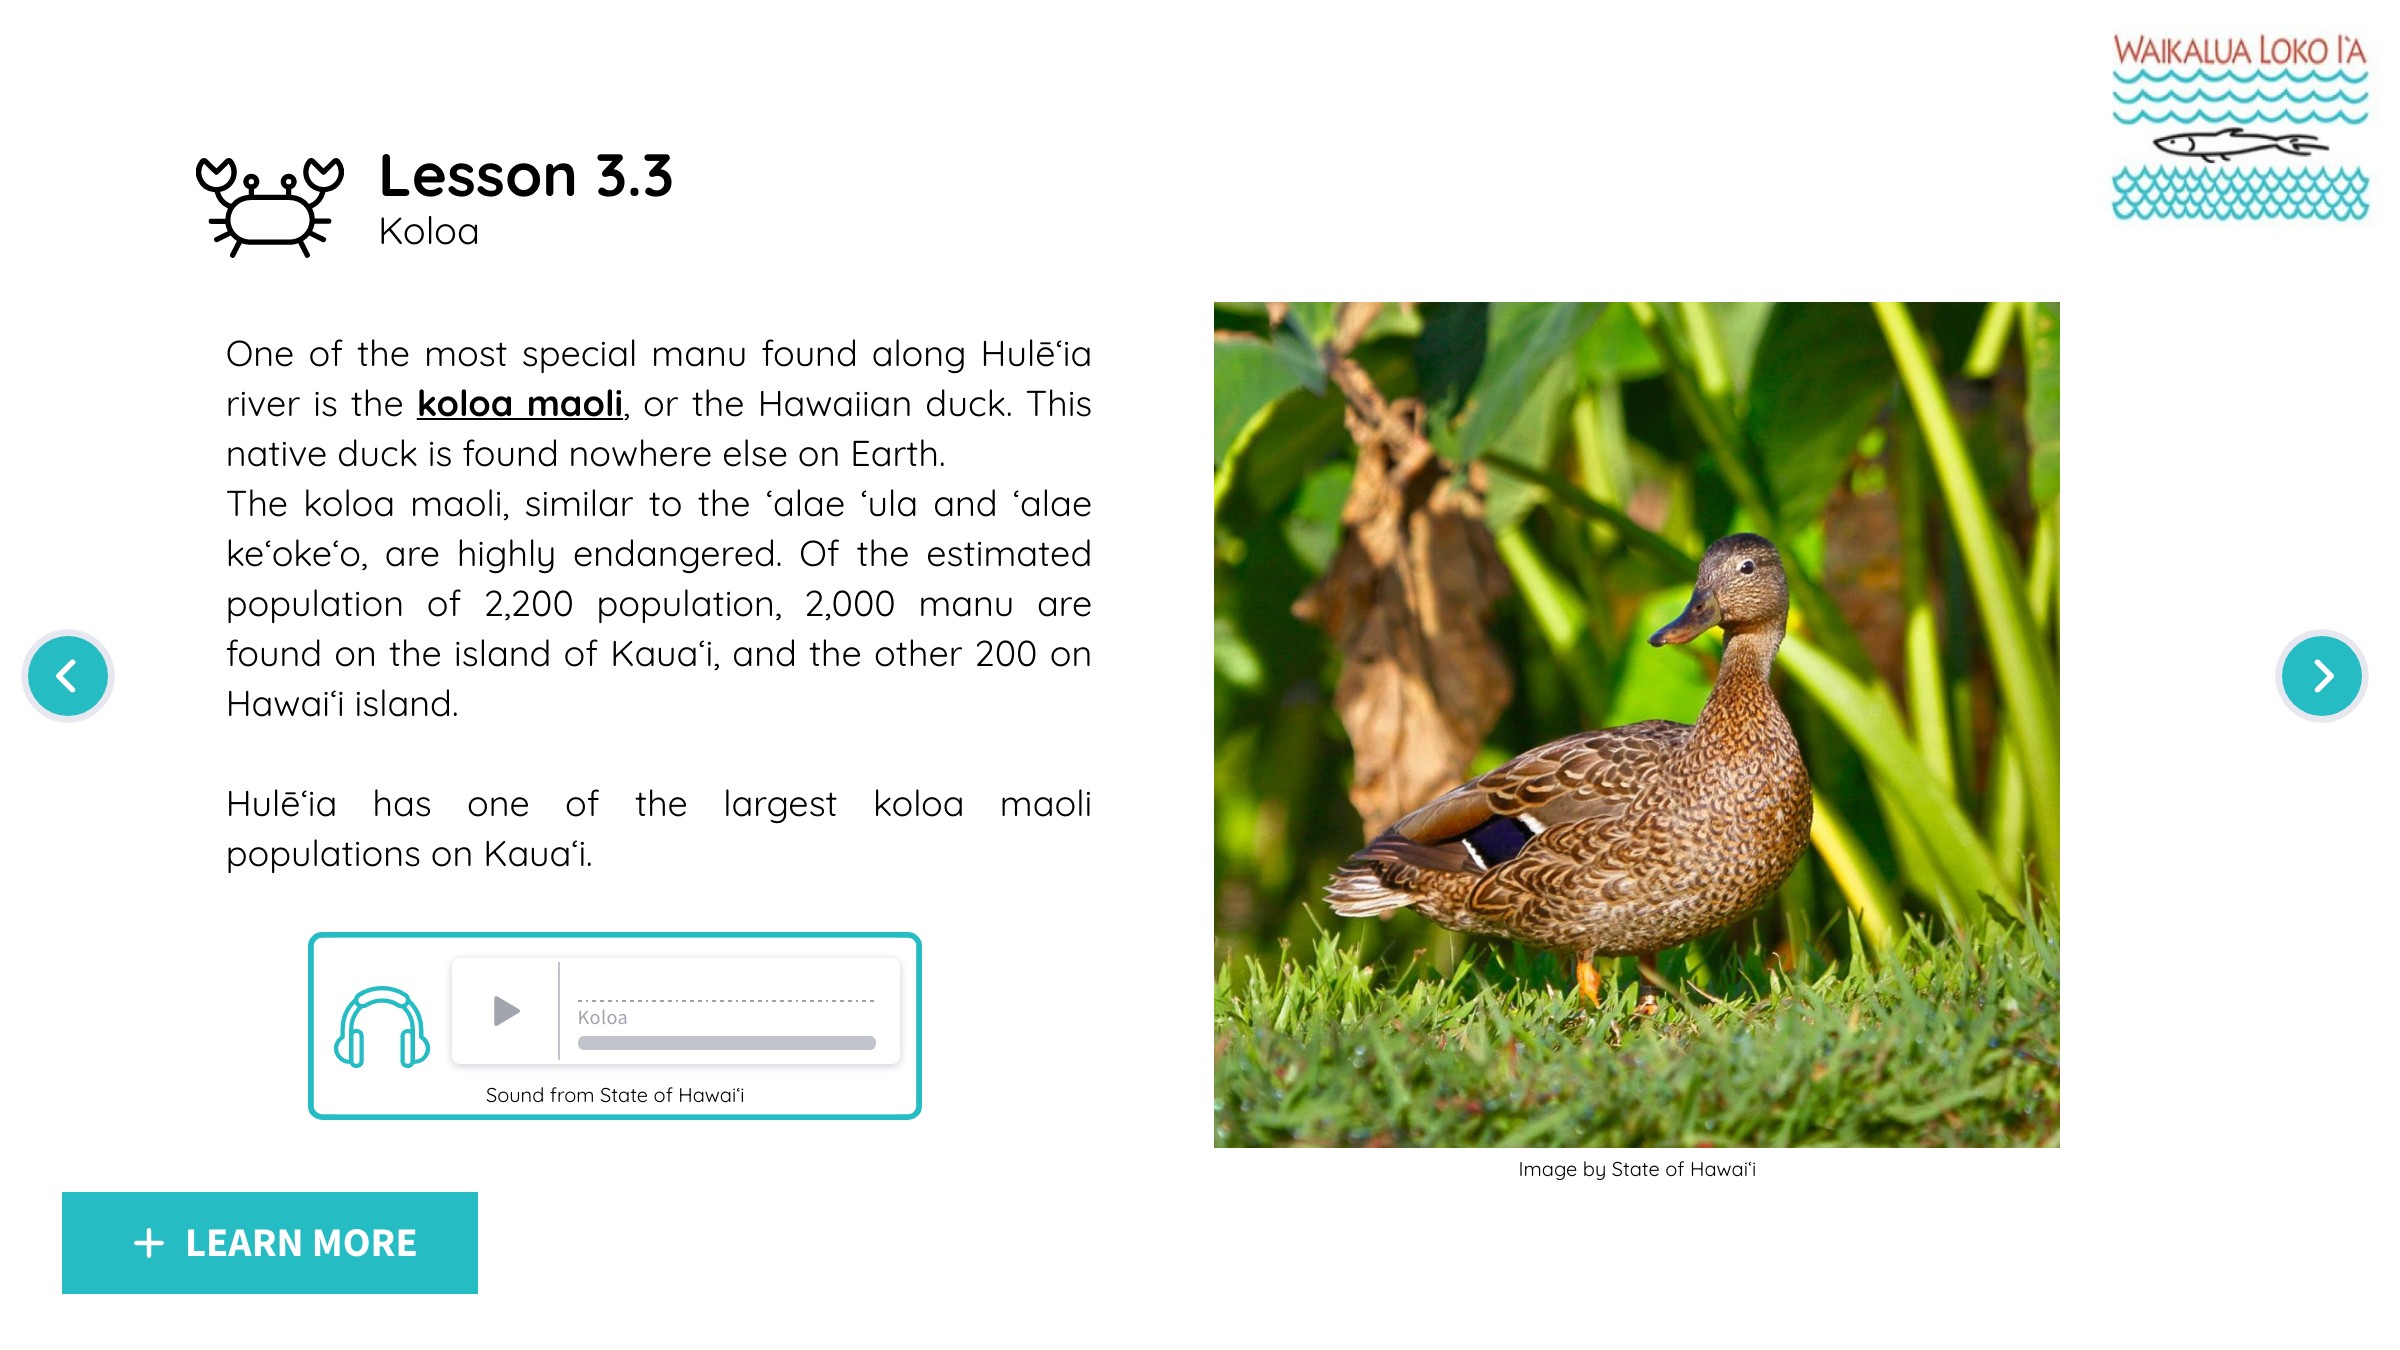 WAIKALUA LOKO I`A
Lesson 3.3
Koloa
One of the most special manu found along Hulēʻia
river is the koloa maoli, or the Hawaiian duck. This
native duck is found nowhere else on Earth.
The koloa maoli, similar to the ʻalae ʻula and ʻalae
keʻokeʻo, are highly endangered. Of the estimated
population of 2,200 population, 2,000 manu are
found on the island of Kauaʻi, and the other 200 on
Hawaiʻi island.
Hulēʻia has one of the largest koloa maoli
populations on Kauaʻi.
Koloa
Sound from State of Hawaiʻi
Image by State of Hawaiʻi
+ LEARN MORE